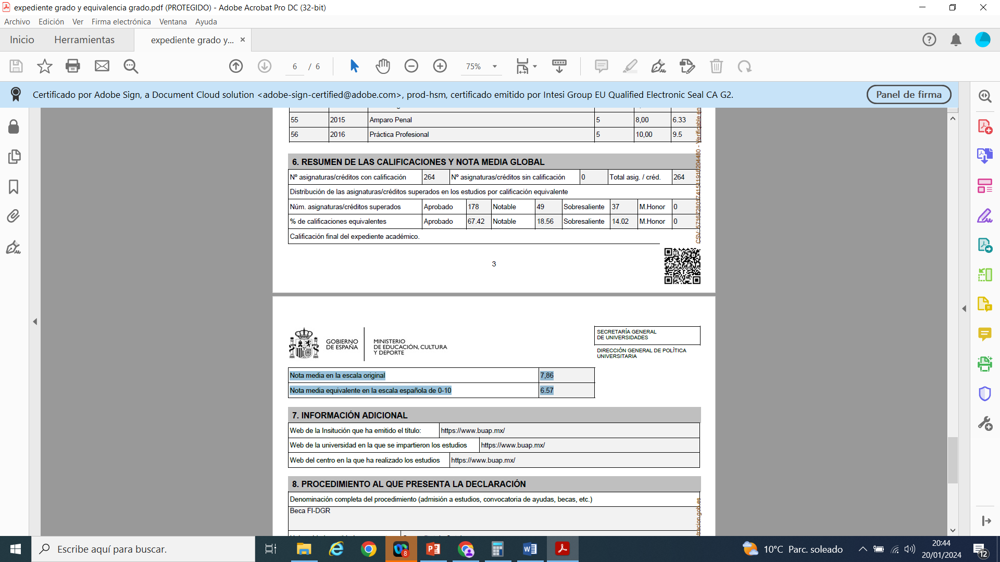 expediente grado y equivalencia grado.pdf (PROTEGIDO) - Adobe Acrobat Pro DC (32-bit)
Archivo Edición Ver Firma electrónica Ventana Ayuda
Inicio Herramientas expediente grado y... ×
6 / 6 75%
Certificado por Adobe Sign, a Document Cloud solution <adobe-sign-certified@adobe.com>, prod-hsm, certificado emitido por Intesi Group EU Qualified Electronic Seal CA G2.
Panel de firma
55 2015 Amparo Penal 5 8,00 6.33
56 2016 Práctica Profesional 5 10,00 9.5
6. RESUMEN DE LAS CALIFICACIONES Y NOTA MEDIA GLOBAL
Nº asignaturas/créditos con calificación 264 Nº asignaturas/créditos sin calificación 0 Total asig. / créd. 264
Distribución de las asignaturas/créditos superados en los estudios por calificación equivalente
Núm. asignaturas/créditos superados Aprobado 178 Notable 49 Sobresaliente 37 M.Honor 0
% de calificaciones equivalentes Aprobado 67.42 Notable 18.56 Sobresaliente 14.02 M.Honor 0
Calificación final del expediente académico.
3
GOBIERNO
DE ESPAÑA
MINISTERIO
DE EDUCACIÓN, CULTURA
Y DEPORTE
SECRETARÍA GENERAL
DE UNIVERSIDADES
DIRECCIÓN GENERAL DE POLÍTICA
UNIVERSITARIA
Nota media en la escala original 7,86
Nota media equivalente en la escala española de 0-10 6.57
7. INFORMACIÓN ADICIONAL
Web de la Insitución que ha emitido el título: https://www.buap.mx/
Web de la universidad en la que se impartieron los estudios https://www.buap.mx/
Web del centro en la que ha realizado los estudios https://www.buap.mx/
8. PROCEDIMIENTO AL QUE PRESENTA LA DECLARACIÓN
Denominación completa del procedimiento (admisión a estudios, convocatoria de ayudas, becas, etc.)
Beca FI-DGR
Escribe aquí para buscar.
8
10°C Parc. soleado
20:44
20/01/2024
12